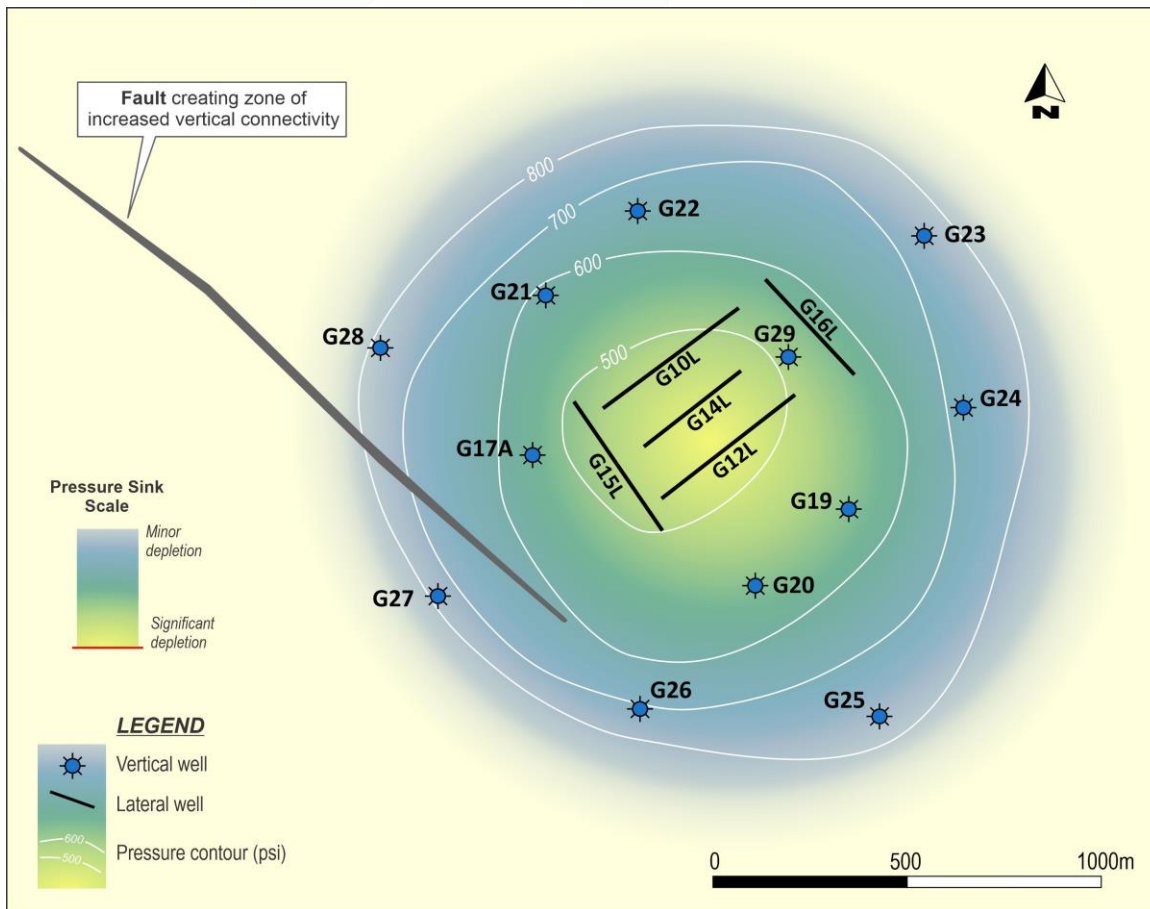 Fault creating zone of
increased vertical connectivity
N
800
700
600
500
G22
G23
G21
G28
G29
G16L
G10L
G14L
G12L
G15L
G24
G17A
G19
G20
G27
G26
G25
Pressure Sink
Scale
Minor
depletion
Significant
depletion
LEGEND
Vertical well
Lateral well
600
500
Pressure contour (psi)
0
500
1000m